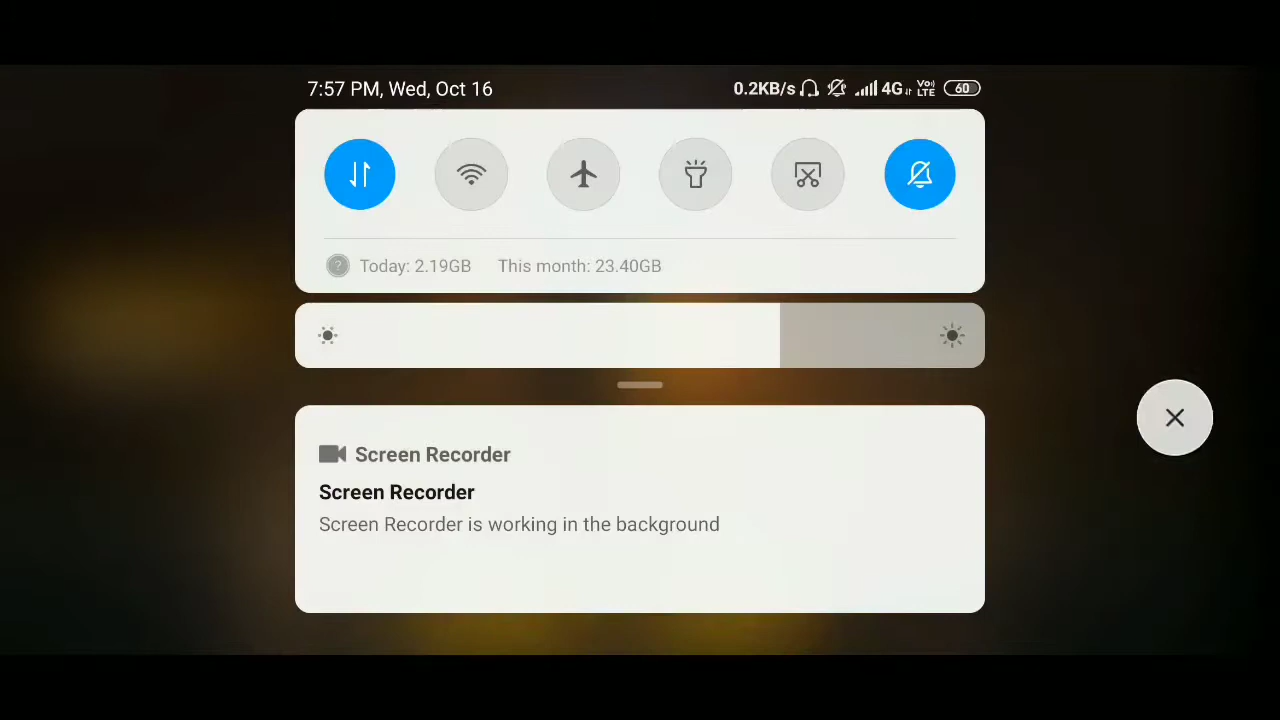 7:57 PM, Wed, Oct 16 0.2KB/s 4G Vo)) LTE 60
Today: 2.19GB This month: 23.40GB
Screen Recorder
Screen Recorder
Screen Recorder is working in the background